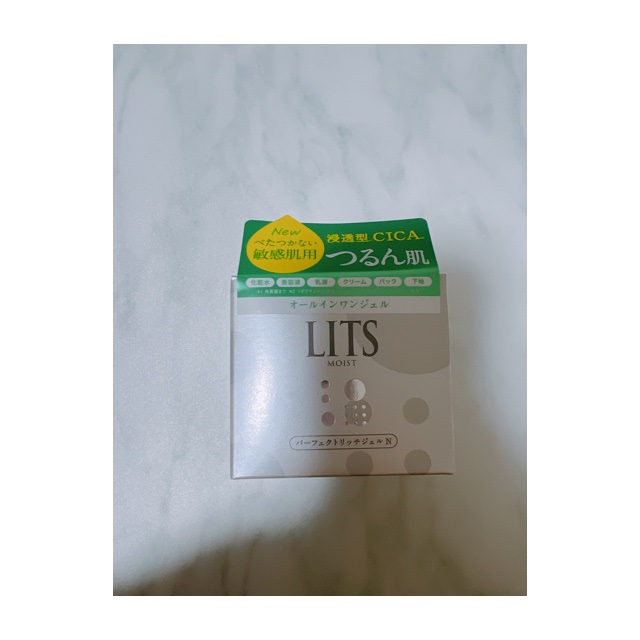 New
べたつかない
敏感肌用
浸透型 CICA
つるん肌
化粧水 美容液 乳液 クリーム パック 下地
オールインワンジェル
LITS
MOIST
パーフェクトリッチジェル N